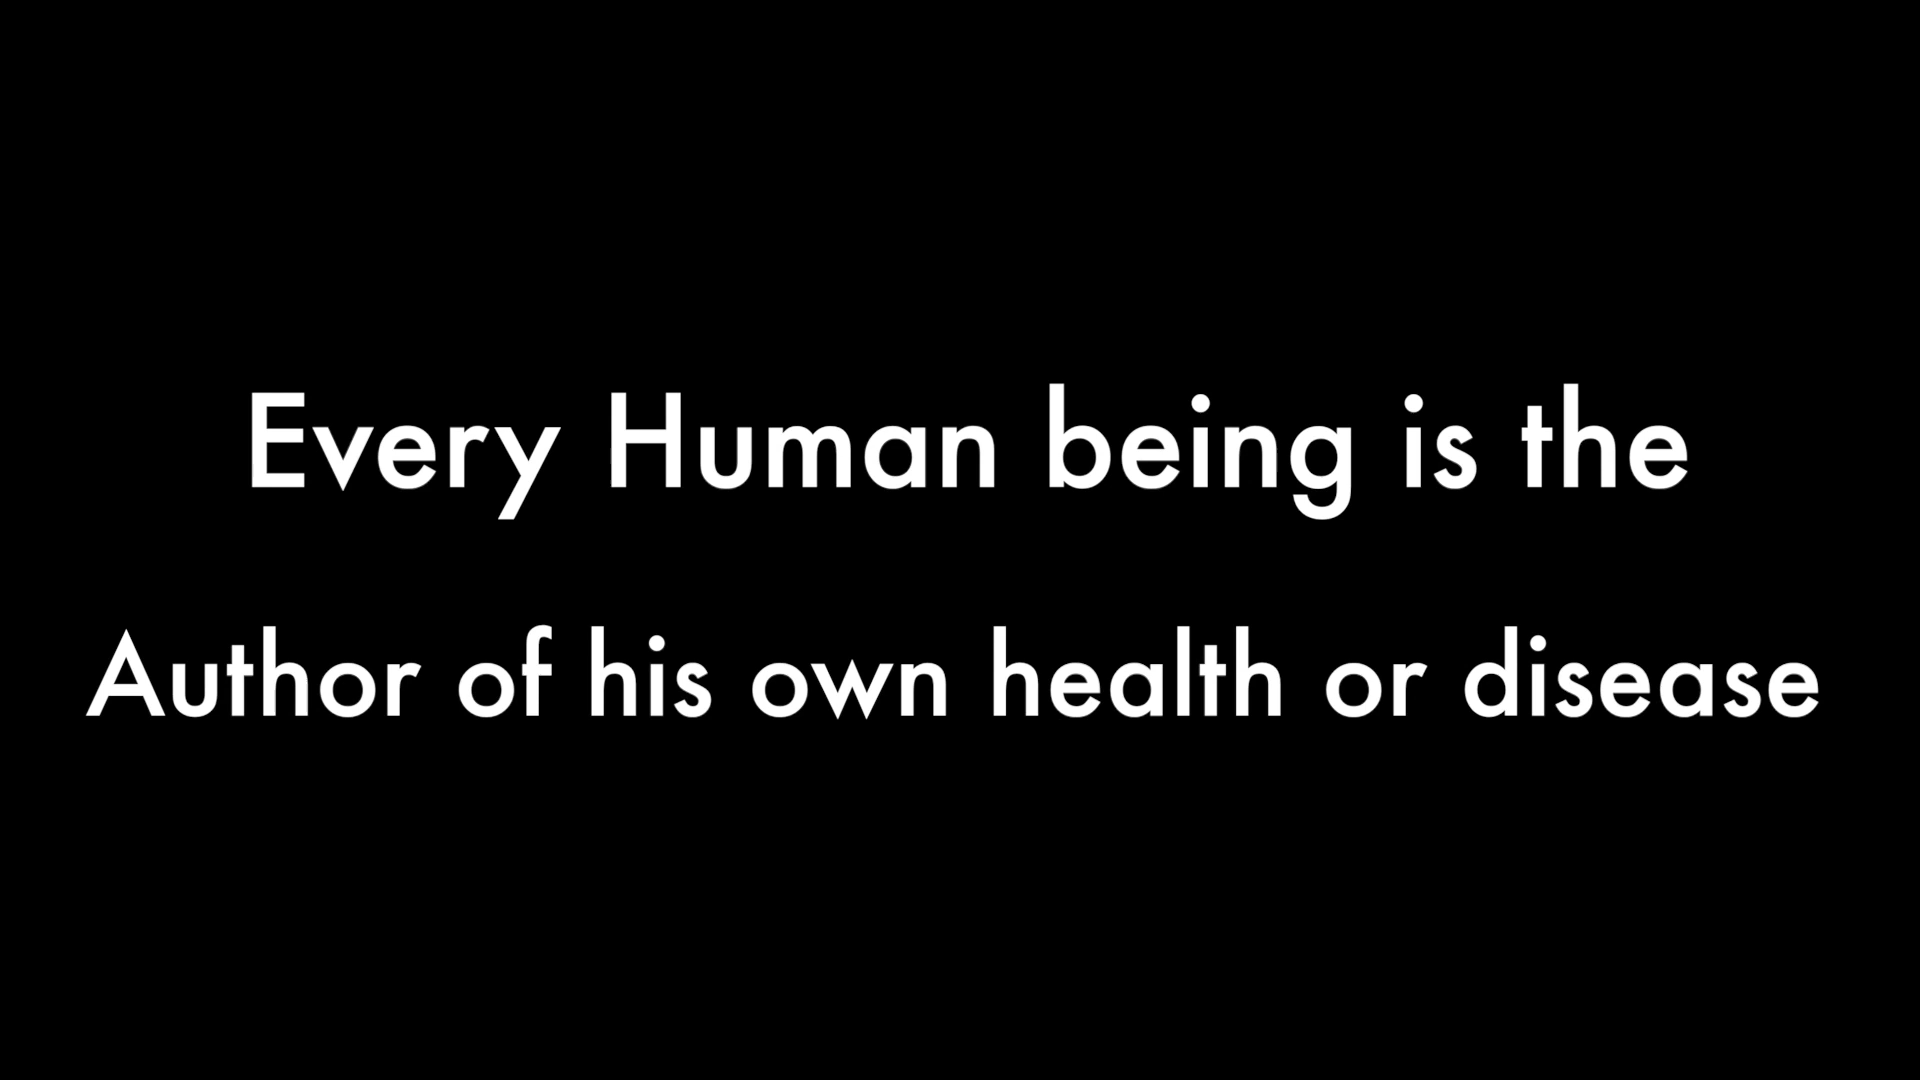 Every Human being is the
Author of his own health or disease